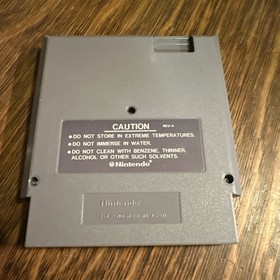 CAUTION REV-A
• DO NOT STORE IN EXTREME TEMPERATURES.
• DO NOT IMMERSE IN WATER.
• DO NOT CLEAN WITH BENZENE, THINNER,
ALCOHOL OR OTHER SUCH SOLVENTS.
®Nintendo®
Nintendo